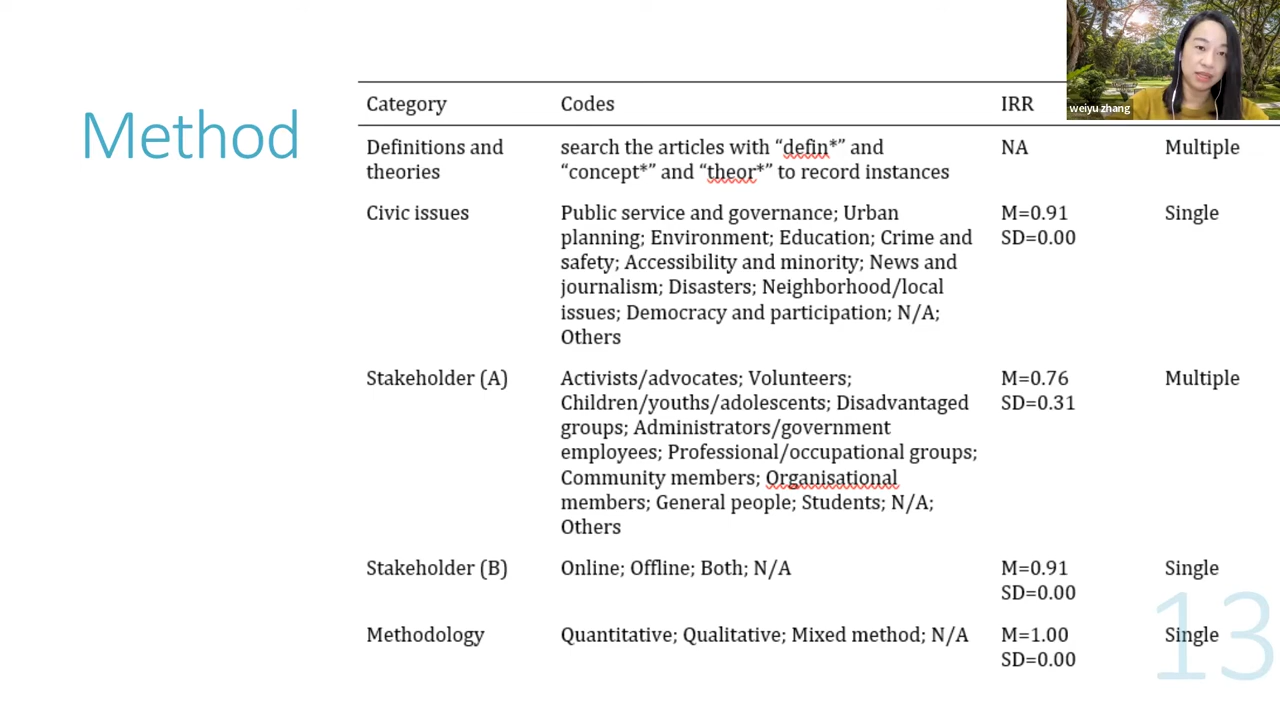 Method
weiyu zhang
Category Codes IRR
Definitions and search the articles with “defin*” and NA Multiple
theories “concept*” and “theor*” to record instances
Civic issues Public service and governance; Urban M=0.91 Single
planning; Environment; Education; Crime and SD=0.00
safety; Accessibility and minority; News and
journalism; Disasters; Neighborhood/local
issues; Democracy and participation; N/A;
Others
Stakeholder (A) Activists/advocates; Volunteers; M=0.76 Multiple
Children/youths/adolescents; Disadvantaged SD=0.31
groups; Administrators/government
employees; Professional/occupational groups;
Community members; Organisational
members; General people; Students; N/A;
Others
Stakeholder (B) Online; Offline; Both; N/A M=0.91 Single
SD=0.00
Methodology Quantitative; Qualitative; Mixed method; N/A M=1.00 Single
SD=0.00
13